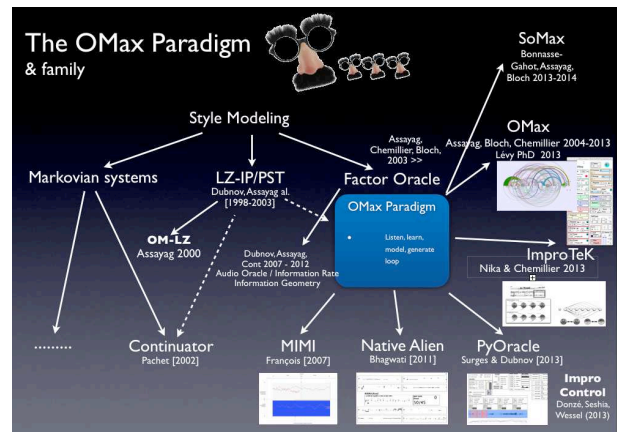 The OMax Paradigm
& family
SoMax
Bonnasse-
Gahot, Assayag,
Bloch 2013-2014
Style Modeling
Assayag,
Chemillier, Bloch,
2003 >>
OMax
Assayag, Bloch, Chemillier 2004-2013
Lévy PhD 2013
Markovian systems
LZ-IP/PST
Dubnov, Assayag al.
[1998-2003]
Factor Oracle
OMax Paradigm
• Listen, learn,
model, generate
loop
OM-LZ
Assayag 2000
Dubnov, Assayag,
Cont 2007 - 2012
Audio Oracle / Information Rate
Information Geometry
ImproTeK
Nika & Chemillier 2013
.........
Continuator
Pachet [2002]
MIMI
François [2007]
Native Alien
Bhagwati [2011]
PyOracle
Surges & Dubnov [2013]
Impro
Control
Donzé, Seshia,
Wessel (2013)